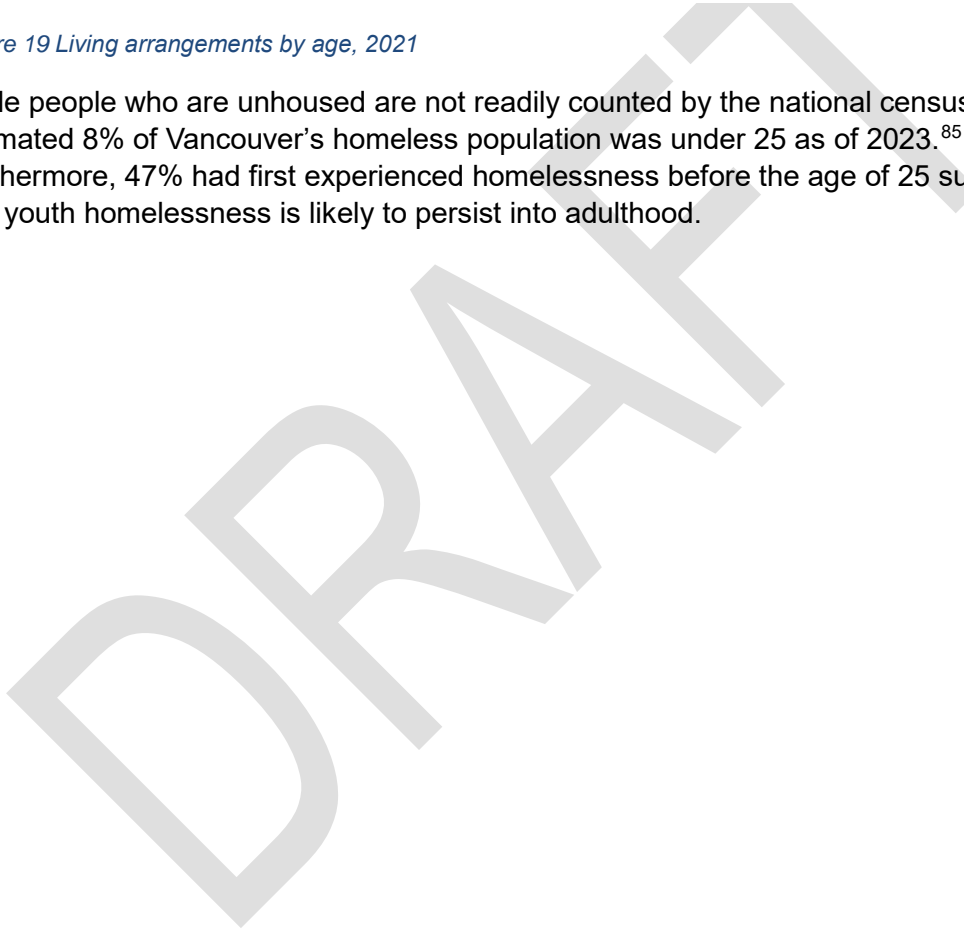 re 19 Living arrangements by age, 2021
le people who are unhoused are not readily counted by the national census
mated 8% of Vancouver’s homeless population was under 25 as of 2023.85
thermore, 47% had first experienced homelessness before the age of 25 su
youth homelessness is likely to persist into adulthood.
DRAFT